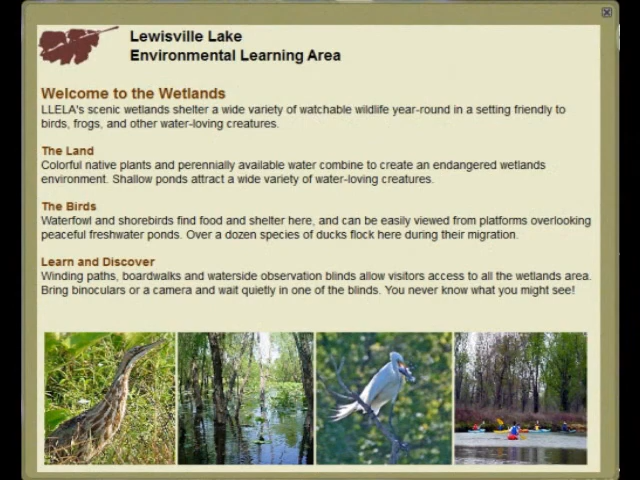 Lewisville Lake
Environmental Learning Area
Welcome to the Wetlands
LLELA's scenic wetlands shelter a wide variety of watchable wildlife year-round in a setting friendly to
birds, frogs, and other water-loving creatures.
The Land
Colorful native plants and perennially available water combine to create an endangered wetlands
environment. Shallow ponds attract a wide variety of water-loving creatures.
The Birds
Waterfowl and shorebirds find food and shelter here, and can be easily viewed from platforms overlooking
peaceful freshwater ponds. Over a dozen species of ducks flock here during their migration.
Learn and Discover
Winding paths, boardwalks and waterside observation blinds allow visitors access to all the wetlands area.
Bring binoculars or a camera and wait quietly in one of the blinds. You never know what you might see!